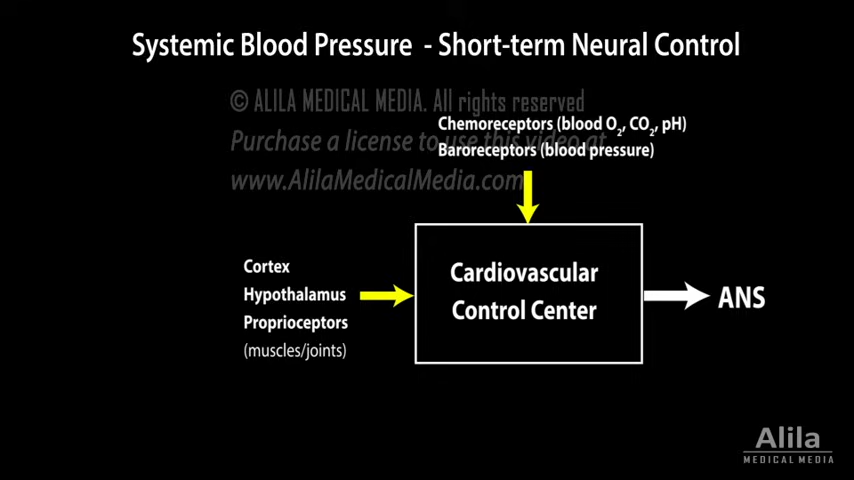 Systemic Blood Pressure - Short-term Neural Control
© ALILA MEDICAL MEDIA. All rights reserved
Chemoreceptors (blood O₂, CO₂, pH)
Purchase a license to use this video at
Baroreceptors (blood pressure)
www.AlilaMedicalMedia.com
Cortex
Hypothalamus
Proprioceptors
(muscles/joints)
Cardiovascular
Control Center
ANS
Alila
MEDICAL MEDIA